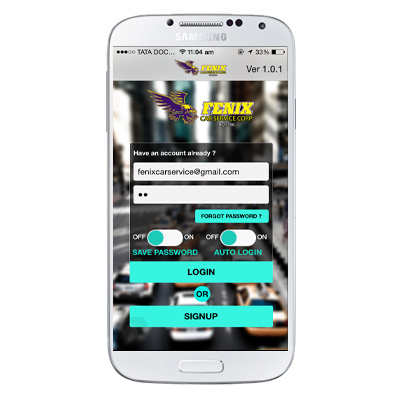 SAMSUNG
TATA DOC... 11:04 am 33%
FENIX Ver 1.0.1
FENIX
CAR SERVICE CORP
Have an account already ?
fenixcarservice@gmail.com
••
FORGOT PASSWORD ?
OFF ON OFF ON
SAVE PASSWORD AUTO LOGIN
LOGIN
OR
SIGNUP